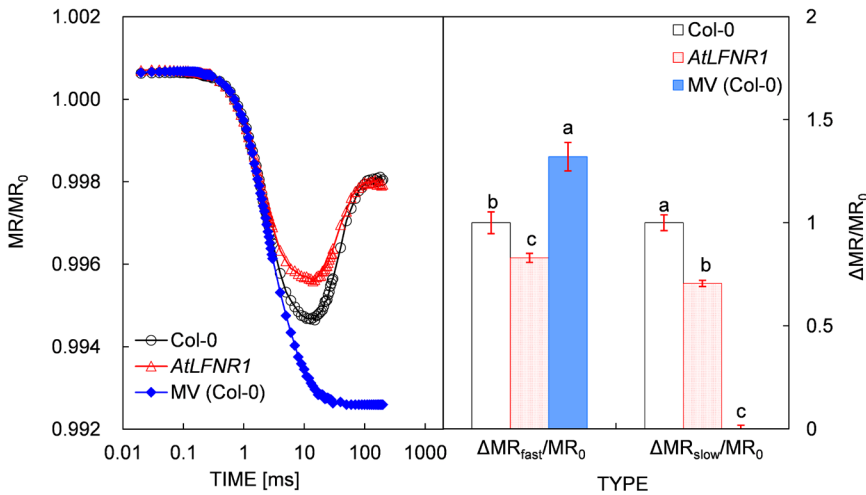 MR/MR0
1.002
1.000
0.998
0.996
0.994
0.992
Col-0
AtLFNR1
MV (Col-0)
0.01 0.1 1 10 100 1000
TIME [ms]
Col-0
AtLFNR1
MV (Col-0)
b
c
a
a
b
c
2
1.5
1
0.5
0
ΔMR/MR0
ΔMRfast/MR0 ΔMRslow/MR0
TYPE